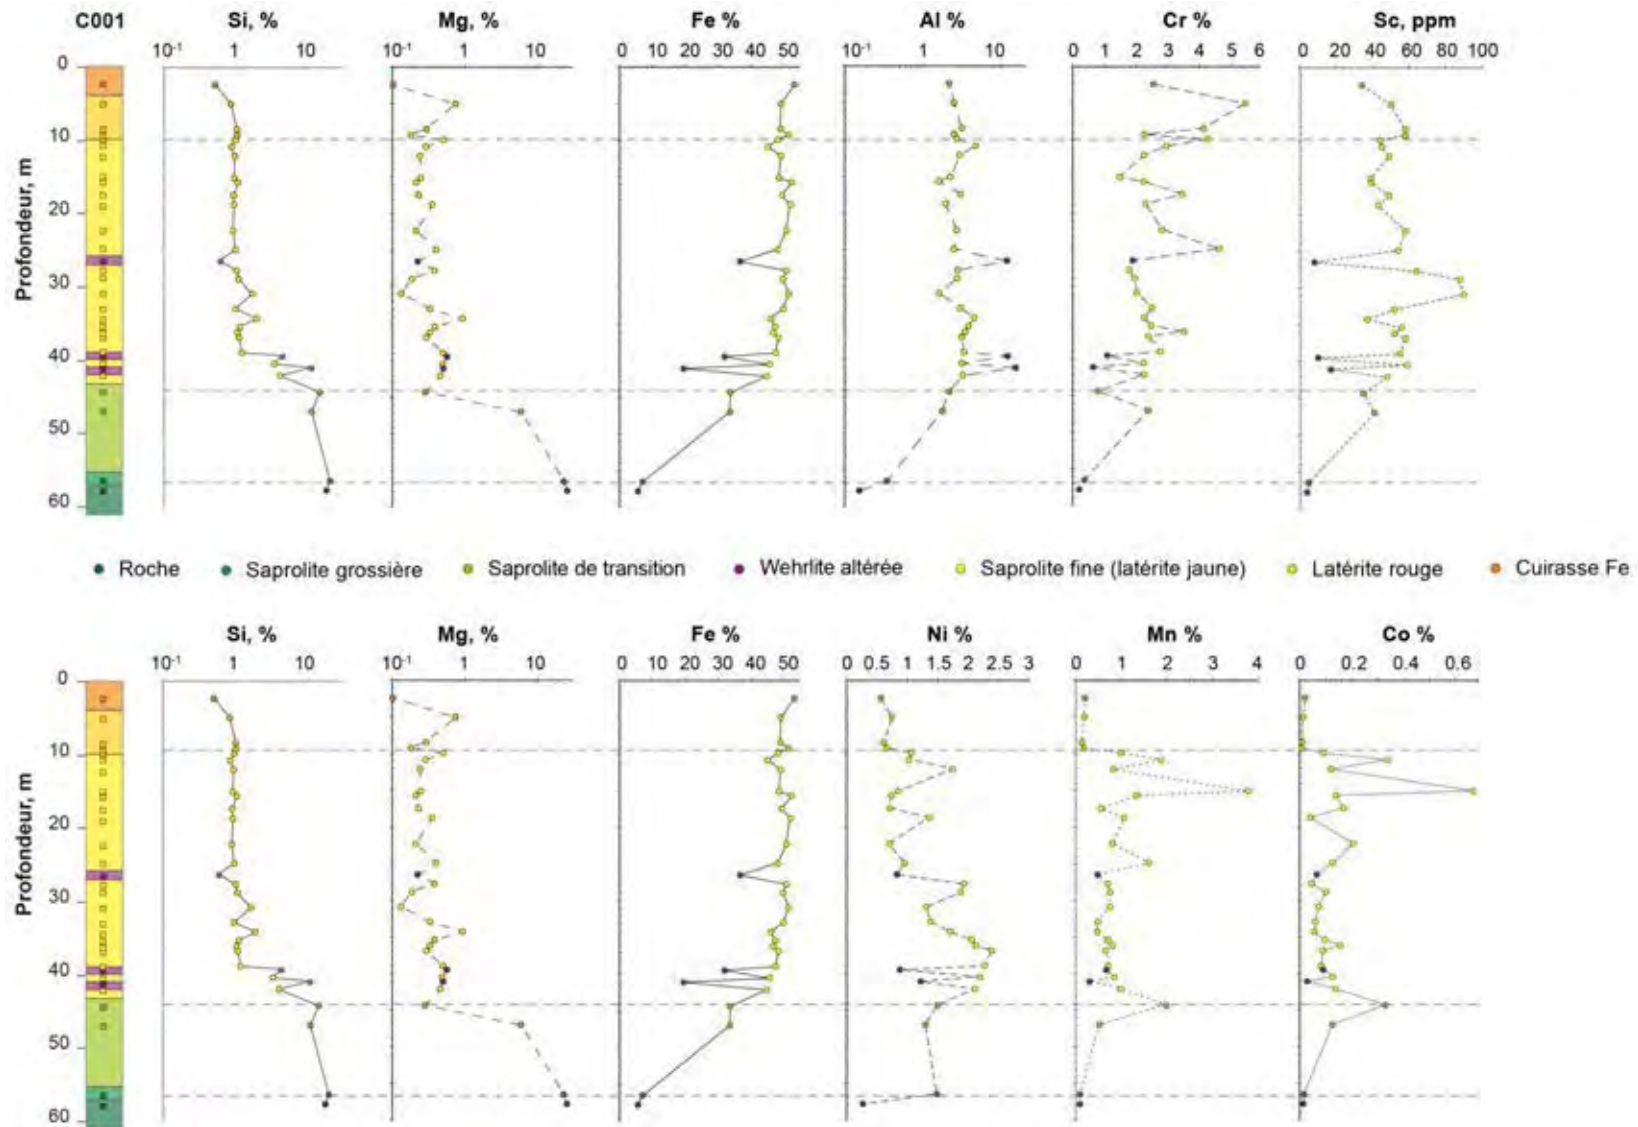 C001 Si, % Mg, % Fe % Al % Cr % Sc, ppm
10-1 1 10 10-1 1 10 0 10 20 30 40 50 10-1 1 10 0 1 2 3 4 5 6 0 20 40 60 80 100
0
10
20
30
40
50
60
Profondeur, m
Roche Saprolite grossière Saprolite de transition Wehrlite altérée Saprolite fine (latérite jaune) Latérite rouge Cuirasse Fe
Si, % Mg, % Fe % Ni % Mn % Co %
10-1 1 10 10-1 1 10 0 10 20 30 40 50 0 0.5 1 1.5 2 2.5 3 0 1 2 3 4 0 0.2 0.4 0.6
0
10
20
30
40
50
60
Profondeur, m